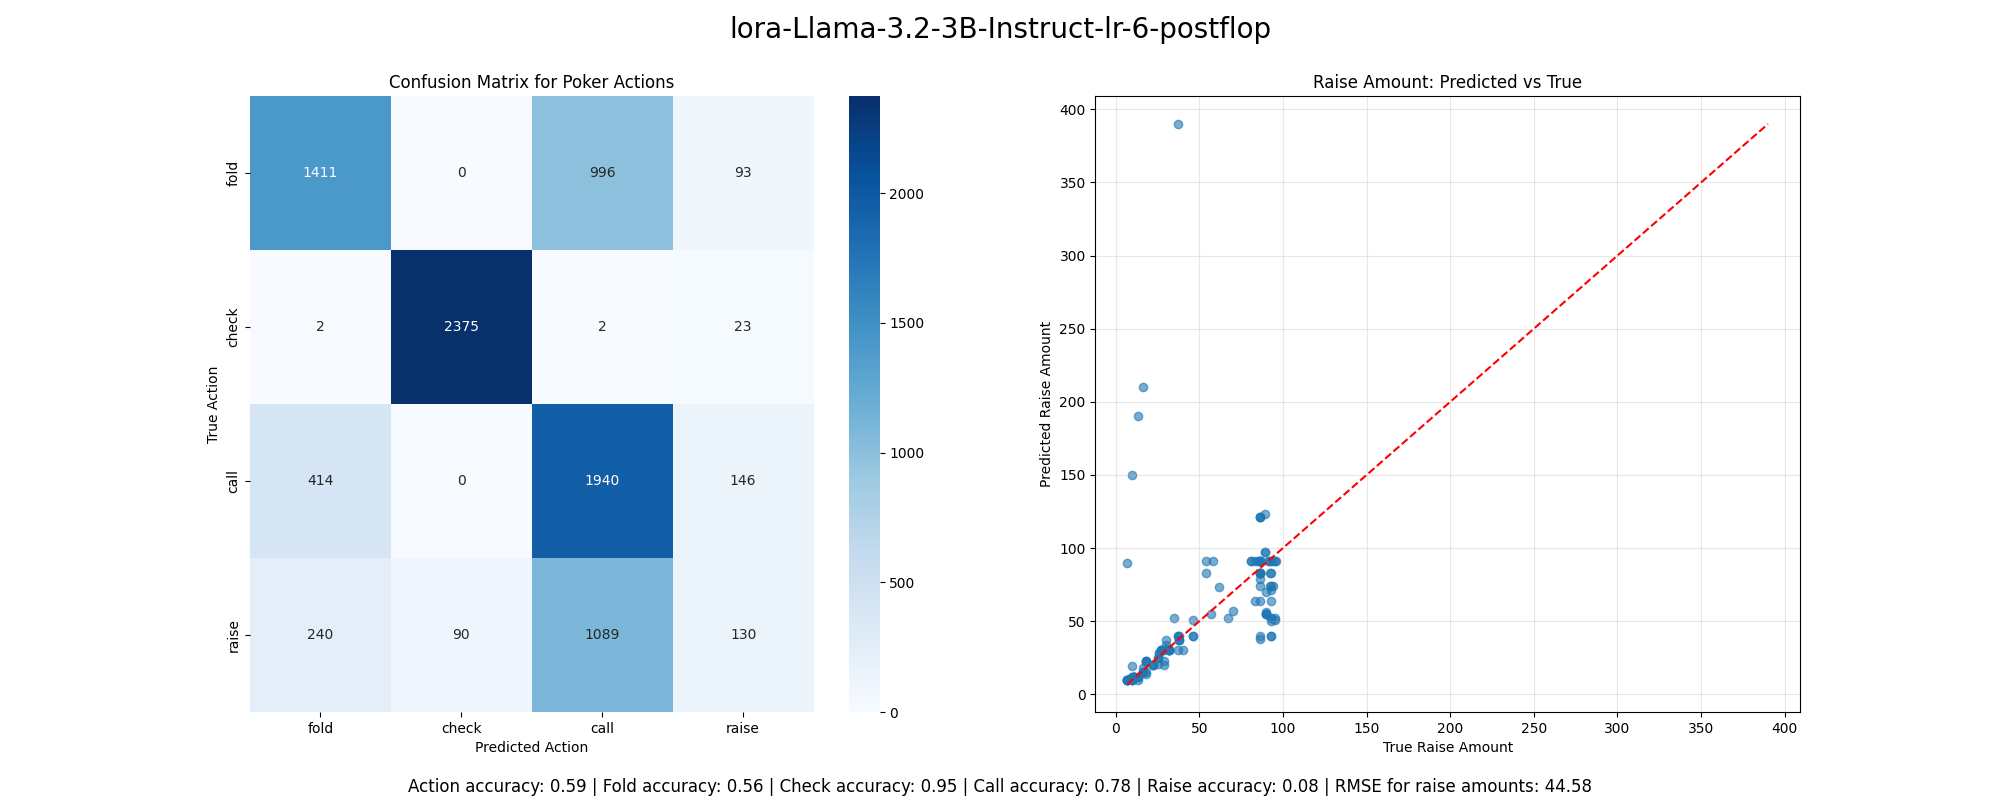 lora-Llama-3.2-3B-Instruct-lr-6-postflop
Confusion Matrix for Poker Actions
True Action
fold
check
call
raise
1411 0 996 93
2 2375 2 23
414 0 1940 146
240 90 1089 130
fold check call raise
Predicted Action
2000
1500
1000
500
0
Raise Amount: Predicted vs True
Predicted Raise Amount
400
350
300
250
200
150
100
50
0
0 50 100 150 200 250 300 350 400
True Raise Amount
Action accuracy: 0.59 | Fold accuracy: 0.56 | Check accuracy: 0.95 | Call accuracy: 0.78 | Raise accuracy: 0.08 | RMSE for raise amounts: 44.58